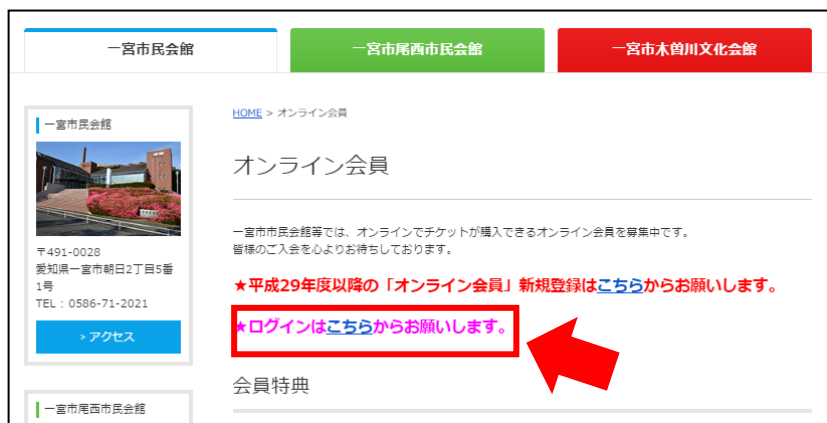 一宮市民会館
一宮市尾西市民会館
一宮市木曽川文化会館
一宮市民会館
〒491-0028
愛知県一宮市朝日2丁目5番
1号
TEL：0586-71-2021
> アクセス
一宮市尾西市民会館
HOME > オンライン会員
オンライン会員
一宮市市民会館等では、オンラインでチケットが購入できるオンライン会員を募集中です。
皆様のご入会を心よりお待ちしております。
★平成29年度以降の「オンライン会員」新規登録はこちらからお願いします。
★ログインはこちらからお願いします。
会員特典